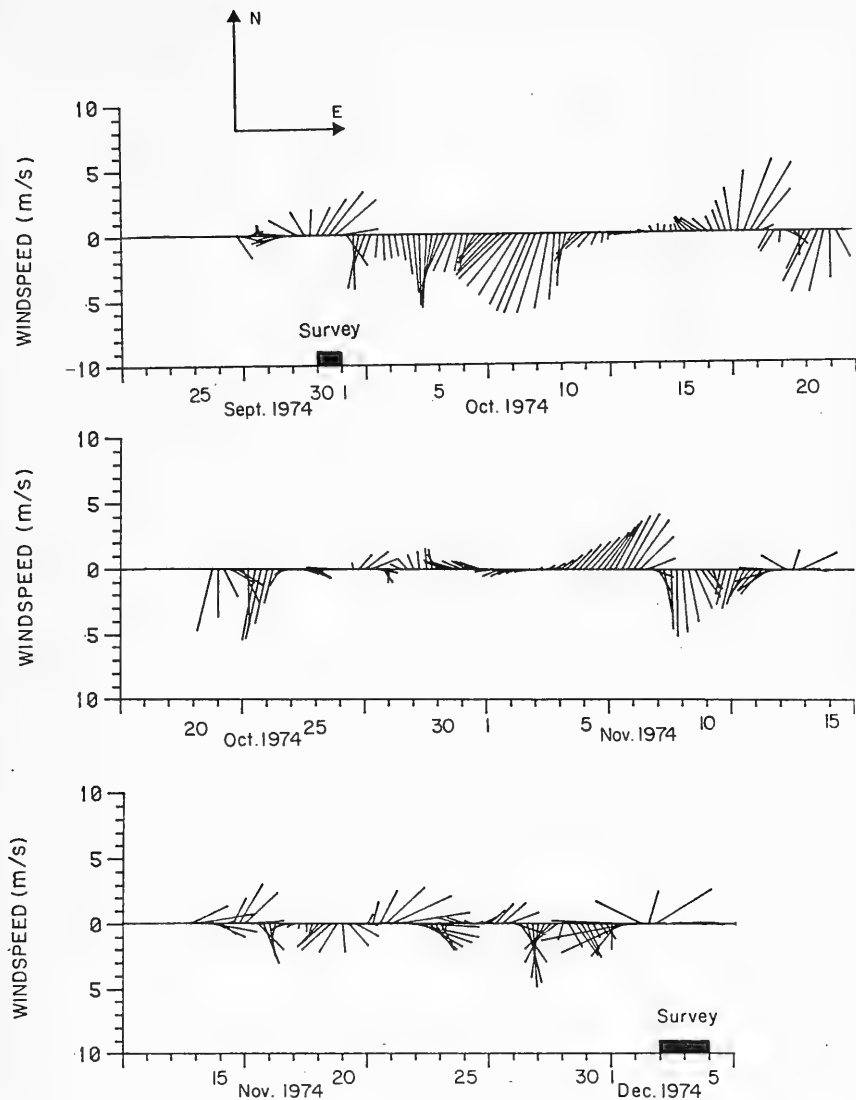 N
E
10
5
0
-5
-10
WINDSPEED (m/s)
Survey
25 30 1 5 10 15 20
Sept. 1974 Oct. 1974
10
5
0
5
10
WINDSPEED (m/s)
20 25 30 1 5 10 15
Oct. 1974 Nov. 1974
10
5
0
5
-10
WINDSPEED (m/s)
Survey
15 20 25 30 5
Nov. 1974 Dec. 1974